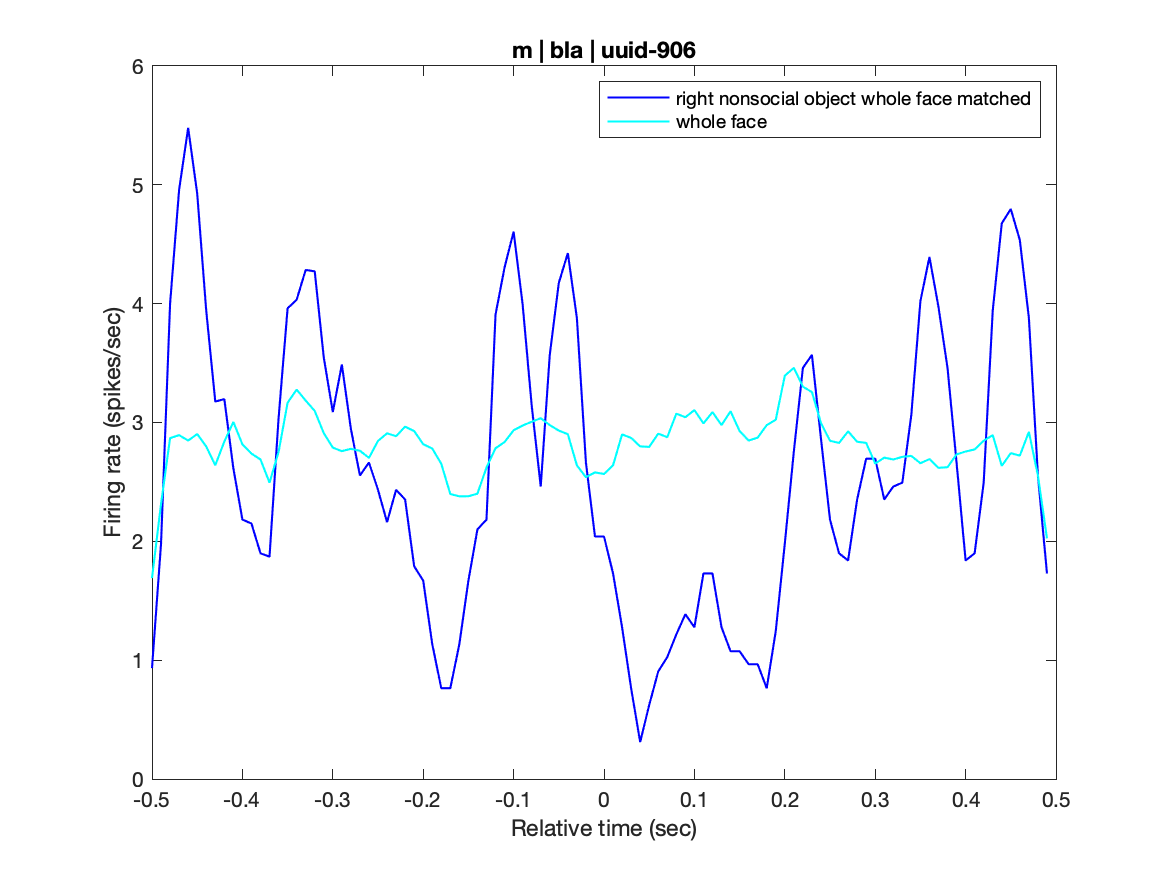 m | bla | uuid-906
right nonsocial object whole face matched
whole face
Firing rate (spikes/sec)
6
5
4
3
2
1
0
-0.5 -0.4 -0.3 -0.2 -0.1 0 0.1 0.2 0.3 0.4 0.5
Relative time (sec)